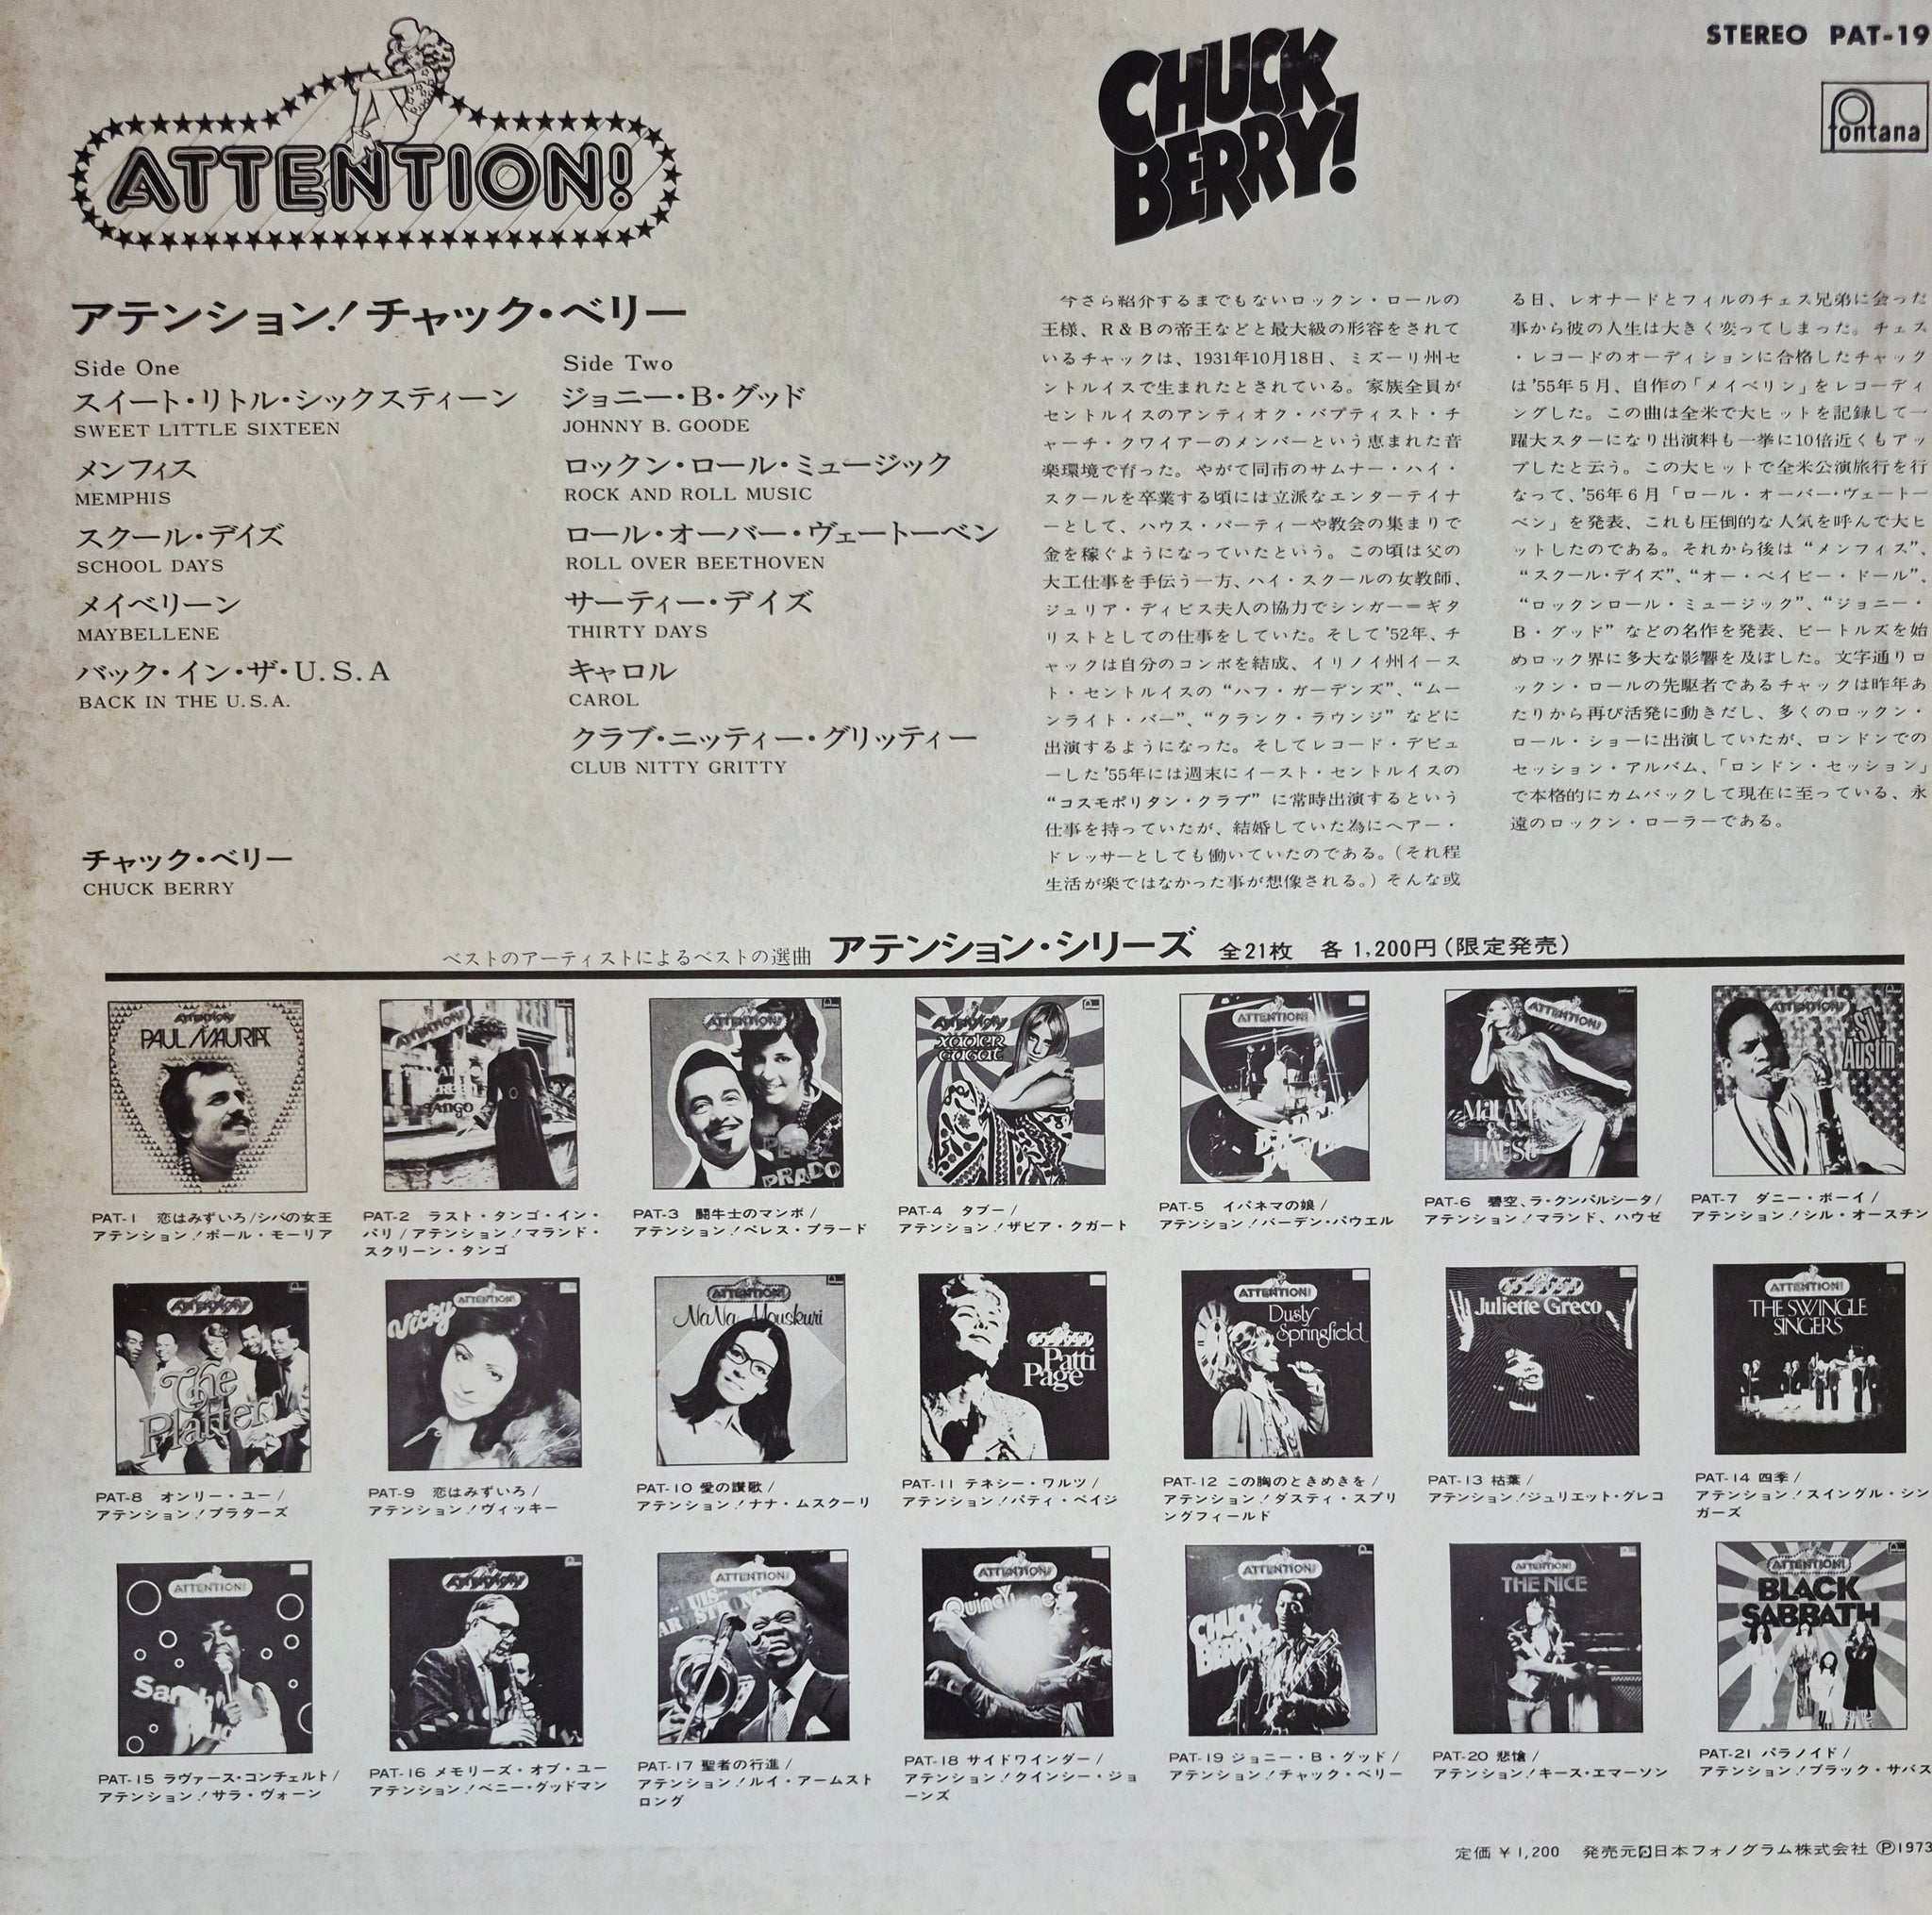 STEREO PAT-19
fontana
ATTENTION!
CHUCK
BERRY!
アテンション!チャック・ベリー
Side One
スイート・リトル・シックスティーン
SWEET LITTLE SIXTEEN
メンフィス
MEMPHIS
スクール・デイズ
SCHOOL DAYS
メイベリーン
MAYBELLENE
バック・イン・ザ・U.S.A
BACK IN THE U.S.A.
Side Two
ジョニー・B・グッド
JOHNNY B. GOODE
ロックン・ロール・ミュージック
ROCK AND ROLL MUSIC
ロール・オーバー・ヴェートーベン
ROLL OVER BEETHOVEN
サーティー・デイズ
THIRTY DAYS
キャロル
CAROL
クラブ・ニッティー・グリッティー
CLUB NITTY GRITTY
チャック・ベリー
CHUCK BERRY
今さら紹介するまでもないロックン・ロールの
王様、R&Bの帝王などと最大級の形容をされて
いるチャックは、1931年10月18日、ミズーリ州セ
ントルイスで生まれたとされている。家族全員が
セントルイスのアンティオク・バプティスト・チ
ャーチ・クワイアーのメンバーという恵まれた音
楽環境で育った。やがて同市のサムナー・ハイ・
スクールを卒業する頃には立派なエンターテイナ
ーとして、ハウス・パーティーや教会の集まりで
金を稼ぐようになっていたという。この頃は父の
大工仕事を手伝う一方、ハイ・スクールの女教師、
ジュリア・ディビス夫人の協力でシンガー=ギタ
リストとしての仕事をしていた。そして'52年、チ
ャックは自分のコンボを結成、イリノイ州イース
ト・セントルイスの“ハフ・ガーデンズ”、“ムー
ンライト・バー”、“クランク・ラウンジ”などに
出演するようになった。そしてレコード・デビュ
ーした'55年には週末にイースト・セントルイスの
“コスモポリタン・クラブ”に常時出演するという
仕事を持っていたが、結婚していた為にヘアー・
ドレッサーとしても働いていたのである。(それ程
生活が楽ではなかった事が想像される。)そんな或
る日、レオナードとフィルのチェス兄弟に会った
事から彼の人生は大きく変ってしまった。チェス
・レコードのオーディションに合格したチャック
は'55年5月、自作の「メイベリン」をレコーディ
ングした。この曲は全米で大ヒットを記録して一
躍大スターになり出演料も一挙に10倍近くもアッ
プしたと云う。この大ヒットで全米公演旅行を行
なって、'56年6月「ロール・オーバー・ヴェートー
ベン」を発表、これも圧倒的な人気を呼んで大ヒ
ットしたのである。それから後は“メンフィス”、
“スクール・デイズ”、“オー・ベイビー・ドール”、
“ロックンロール・ミュージック”、“ジョニー・
B・グッド”などの名作を発表、ビートルズを始
めロック界に多大な影響を及ぼした。文字通りロ
ックン・ロールの先駆者であるチャックは昨年あ
たりから再び活発に動きだし、多くのロックン・
ロール・ショーに出演していたが、ロンドンでの
セッション・アルバム、「ロンドン・セッション」
で本格的にカムバックして現在に至っている、永
遠のロックン・ローラーである。
ベストのアーティストによるベストの選曲 アテンション・シリーズ 全21枚 各1,200円(限定発売)
ATTENTION!
PAUL MAURIAT
PAT-1 恋はみずいろ/シバの女王
アテンション!ポール・モーリア
ATTENTION!
TANGO
PAT-2 ラスト・タンゴ・イン・
パリ/アテンション!マランド・
スクリーン・タンゴ
ATTENTION!
PEREZ
PRADO
PAT-3 闘牛士のマンボ/
アテンション!ペレス・プラード
ATTENTION!
XAVIER
CUGAT
PAT-4 タブー/
アテンション!ザビア・クガート
ATTENTION!
PAT-5 イパネマの娘/
アテンション!バーデン・パウエル
ATTENTION!
MALANDO
&
HAUSE
PAT-6 碧空、ラ・クンパルシータ/
アテンション!マランド、ハウゼ
ATTENTION!
Sil
Austin
PAT-7 ダニー・ボーイ/
アテンション!シル・オースチン
ATTENTION!
The
Platters
PAT-8 オンリー・ユー/
アテンション!プラターズ
ATTENTION!
Vicky
PAT-9 恋はみずいろ/
アテンション!ヴィッキー
ATTENTION!
NaNa Mouskuri
PAT-10 愛の讃歌/
アテンション!ナナ・ムスクーリ
Patti
Page
PAT-11 テネシー・ワルツ/
アテンション!パティ・ペイジ
ATTENTION!
Dusty
Springfield
PAT-12 この胸のときめきを/
アテンション!ダスティ・スプリ
ングフィールド
Juliette Greco
PAT-13 枯葉/
アテンション!ジュリエット・グレコ
ATTENTION!
THE SWINGLE
SINGERS
PAT-14 四季/
アテンション!スイングル・シン
ガーズ
ATTENTION!
PAT-15 ラヴァース・コンチェルト/
アテンション!サラ・ヴォーン
ATTENTION!
PAT-16 メモリーズ・オブ・ユー
アテンション!ベニー・グッドマン
ATTENTION!
PAT-17 聖者の行進/
アテンション!ルイ・アームスト
ロング
ATTENTION!
PAT-18 サイドワインダー/
アテンション!クインシー・ジョ
ーンズ
ATTENTION!
CHUCK
BERRY
PAT-19 ジョニー・B・グッド/
アテンション!チャック・ベリー
ATTENTION!
THE NICE
PAT-20 悲愴/
アテンション!キース・エマーソン
ATTENTION!
BLACK
SABBATH
PAT-21 パラノイド/
アテンション!ブラック・サバス
定価¥1,200 発売元 日本フォノグラム株式会社 Ⓟ1973